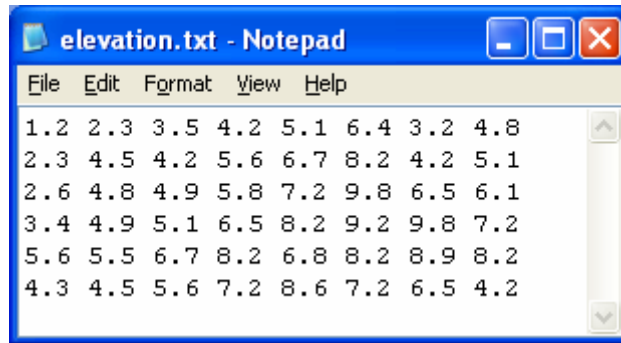 elevation.txt - Notepad
File Edit Format View Help
1.2 2.3 3.5 4.2 5.1 6.4 3.2 4.8
2.3 4.5 4.2 5.6 6.7 8.2 4.2 5.1
2.6 4.8 4.9 5.8 7.2 9.8 6.5 6.1
3.4 4.9 5.1 6.5 8.2 9.2 9.8 7.2
5.6 5.5 6.7 8.2 6.8 8.2 8.9 8.2
4.3 4.5 5.6 7.2 8.6 7.2 6.5 4.2